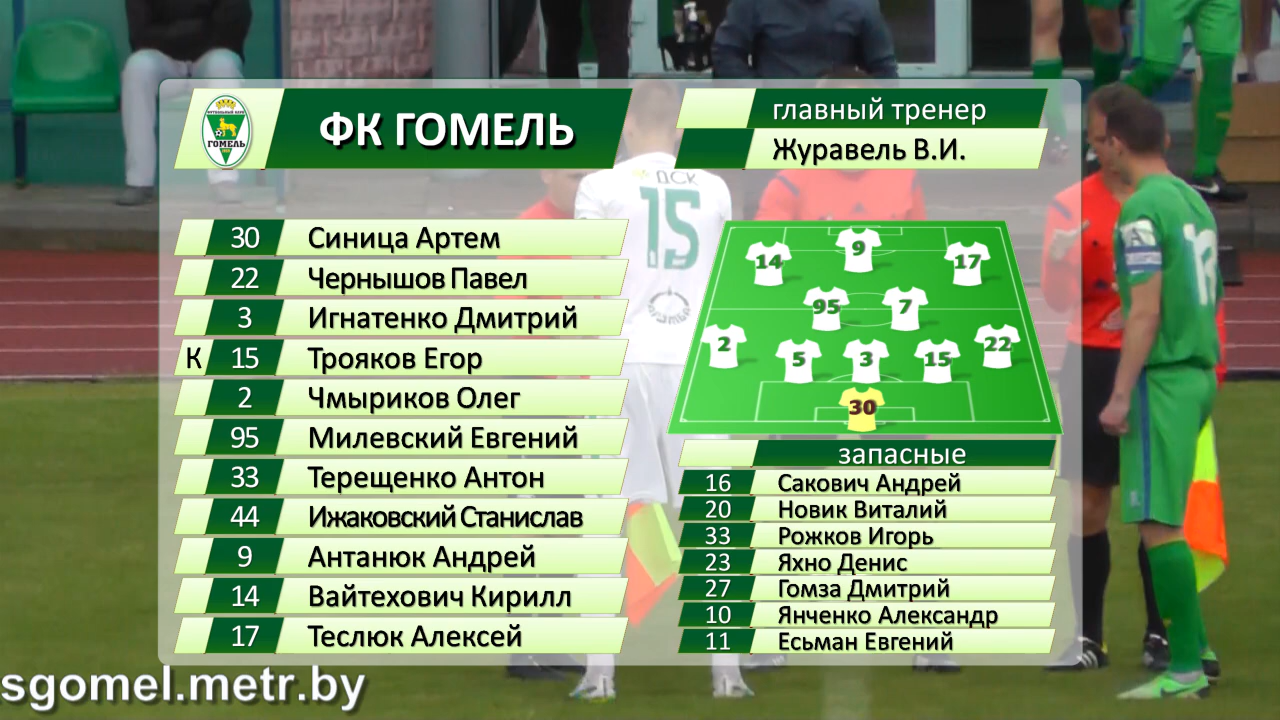 ФК ГОМЕЛЬ
ГОМЕЛЬ
главный тренер
Журавель В.И.
30 Синица Артем
22 Чернышов Павел
3 Игнатенко Дмитрий
К 15 Трояков Егор
2 Чмыриков Олег
95 Милевский Евгений
33 Терещенко Антон
44 Ижаковский Станислав
9 Антанюк Андрей
14 Вайтехович Кирилл
17 Теслюк Алексей
ДСК
15
14 9 17
95 7
2 5 3 15 22
30
запасные
16 Сакович Андрей
20 Новик Виталий
33 Рожков Игорь
23 Яхно Денис
27 Гомза Дмитрий
10 Янченко Александр
11 Есьман Евгений
sgomel.metr.by